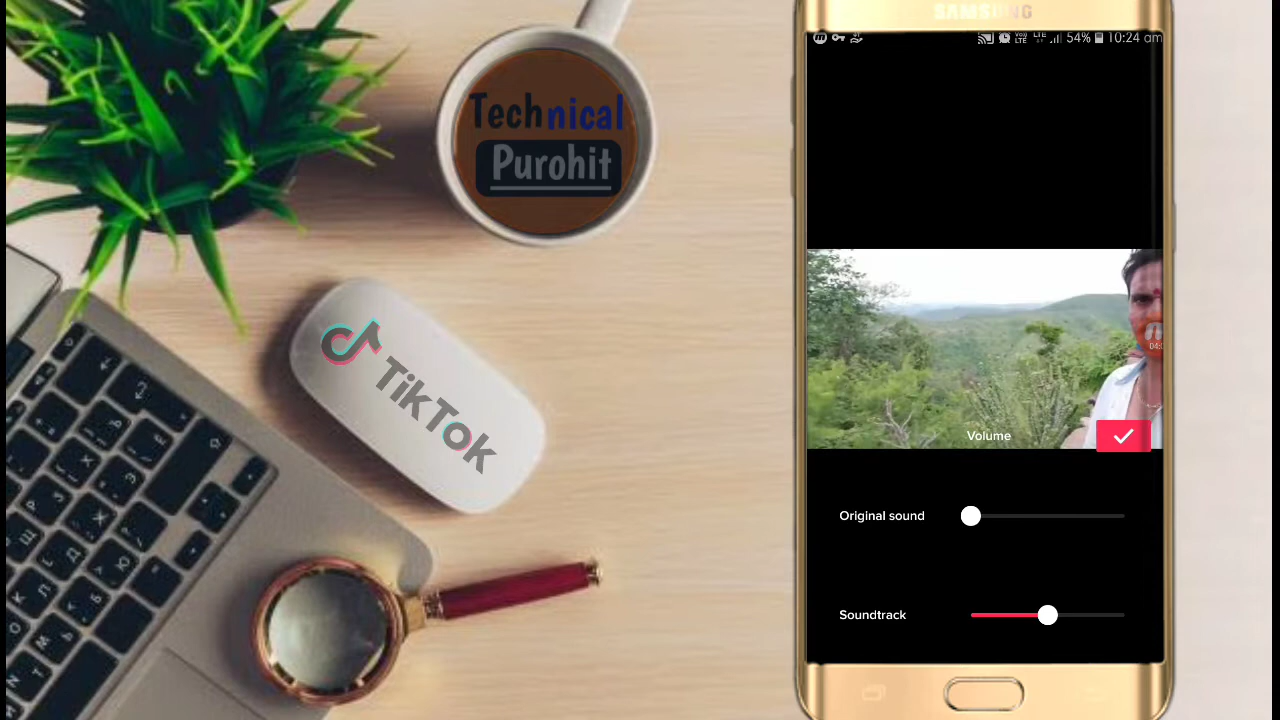 Technical
Purohit
TikTok
SAMSUNG
54% 10:24 am
Volume
Original sound
Soundtrack